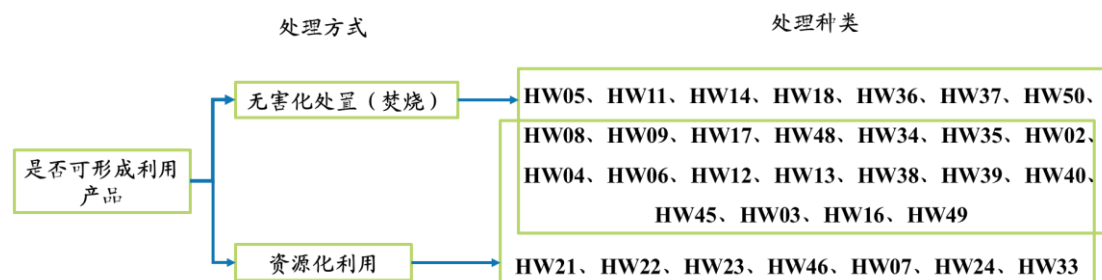 处理方式
处理种类
无害化处置（焚烧）
HW05、HW11、HW14、HW18、HW36、HW37、HW50、
HW08、HW09、HW17、HW48、HW34、HW35、HW02、
HW04、HW06、HW12、HW13、HW38、HW39、HW40、
HW45、HW03、HW16、HW49
是否可形成利用
产品
资源化利用
HW21、HW22、HW23、HW46、HW07、HW24、HW33